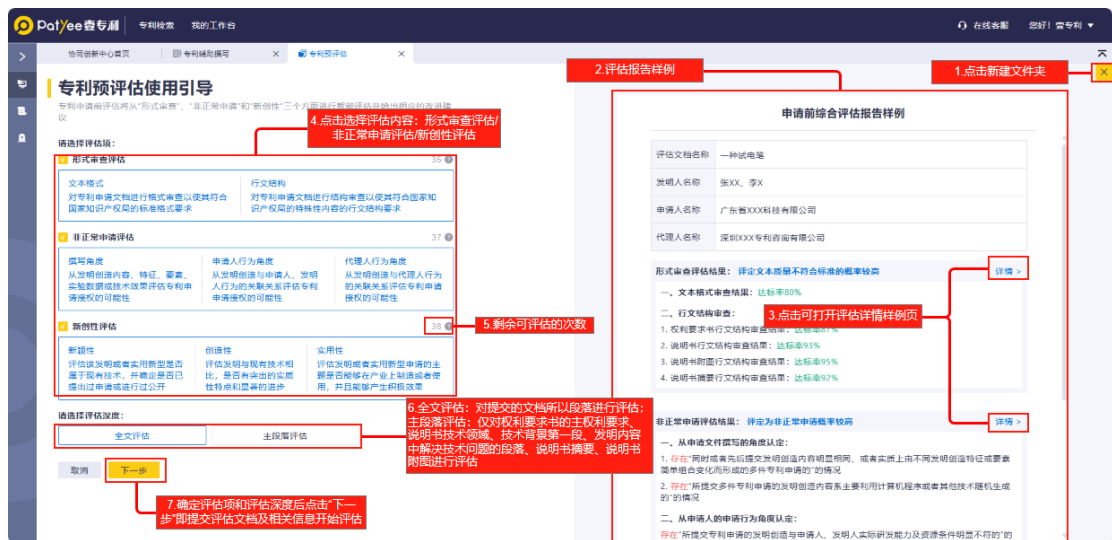 Patyee壹专利 专利检索 我的工作台 在线客服 您好！壹专利
协同创新中心首页 专利辅助撰写 专利预评估
专利预评估使用引导
专利申请前评估将从“形式审查”、“非正常申请”和“新创性”三个方面进行智能评估并给出相应的改进建
议
2.评估报告样例
1.点击新建文件夹
4.点击选择评估内容：形式审查评估/
非正常申请评估/新创性评估
请选择评估项：
形式审查评估 36
文本格式
对专利申请文档进行格式审查以使其符合
国家知识产权局的标准格式要求
行文结构
对专利申请文档进行结构审查以使其符合国家知
识产权局的特殊性内容的行文结构要求
非正常申请评估 37
撰写角度
从发明创造内容、特征、要素、
实验数据或技术效果评估专利申
请授权的可能性
申请人行为角度
从发明创造与申请人、发明
人行为的关联关系评估专利
申请授权的可能性
代理人行为角度
从发明创造与代理人行为
的关联关系评估专利申请
授权的可能性
新创性评估 38
5.剩余可评估的次数
新颖性
评估该发明或者实用新型是否
属于现有技术，并确定是否已
提出过申请或进行过公开
创造性
评估发明与现有技术相
比，是否有突出的实质
性特点和显著的进步
实用性
评估发明或者实用新型申请的主
题是否能够在产业上制造或者使
用，并且能够产生积极效果
请选择评估深度：
全文评估 主段落评估
6.全文评估：对提交的文档所以段落进行评估；
主段落评估：仅对权利要求书的主权利要求、
说明书技术领域、技术背景第一段、发明内容
中解决技术问题的段落、说明书摘要、说明书
附图进行评估
取消 下一步
7.确定评估项和评估深度后点击“下一
步”即提交评估文档及相关信息开始评估
申请前综合评估报告样例
评估文档名称 一种试电笔
发明人名称 张XX、李X
申请人名称 广东省XXX科技有限公司
代理人名称 深圳XXX专利咨询有限公司
形式审查评估结果： 评定文本质量不符合标准的概率较高 详情 >
一、文本格式审查结果：达标率80%
二、行文结构审查：
3.点击可打开评估详情样例页
1. 权利要求书行文结构审查结果：达标率87%
2. 说明书行文结构审查结果：达标率93%
3. 说明书附图行文结构审查结果：达标率95%
4. 说明书摘要行文结构审查结果：达标率92%
非正常申请评估结果： 评定为非正常申请概率较高 详情 >
一、从申请文件撰写的角度认定：
1. 存在“同时或者先后提交发明创造内容明显相同、或者实质上由不同发明创造特征或要素
简单组合变化而形成的多件专利申请的”的情况
2. 存在“所提交多件专利申请的发明创造内容系主要利用计算机程序或者其他技术随机生成
的”的情况
二、从申请人的申请行为角度认定：
存在“所提交专利申请的发明创造与申请人、发明人实际研发能力及资源条件明显不符的”的